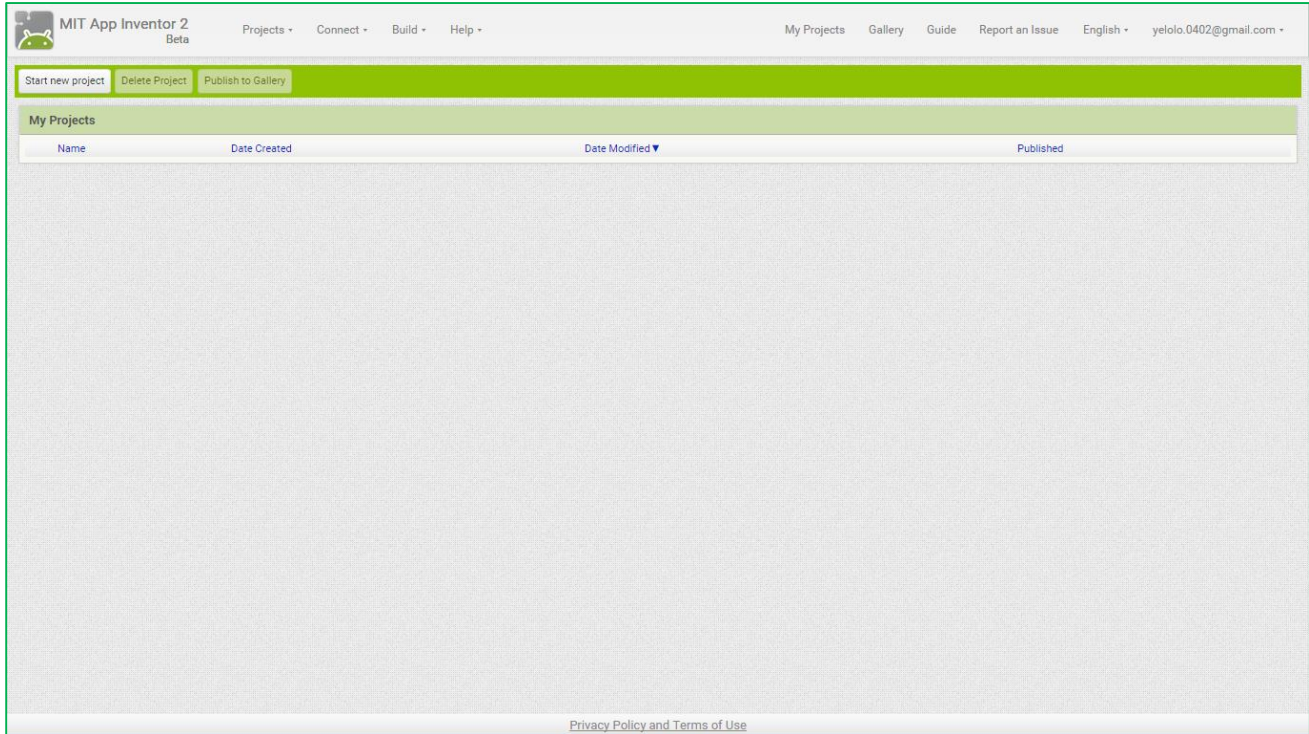 MIT App Inventor 2
Beta
Projects Connect Build Help My Projects Gallery Guide Report an Issue English yelolo.0402@gmail.com
Start new project Delete Project Publish to Gallery
My Projects
Name Date Created Date Modified▼ Published
Privacy Policy and Terms of Use